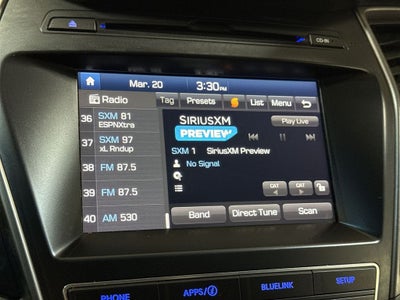 CD-IN
Mar. 20 3:30PM
Radio Tag Presets List Menu
36 SXM 81
ESPNXtra
37 SXM 97
xL Rndup
38 FM 87.5
39 FM 87.5
40 AM 530
SIRIUSXM
PREVIEW
Play Live
SXM 1 SiriusXM Preview
No Signal
CAT CAT
Band Direct Tune Scan
PHONE APPS/i BLUELINK SETUP